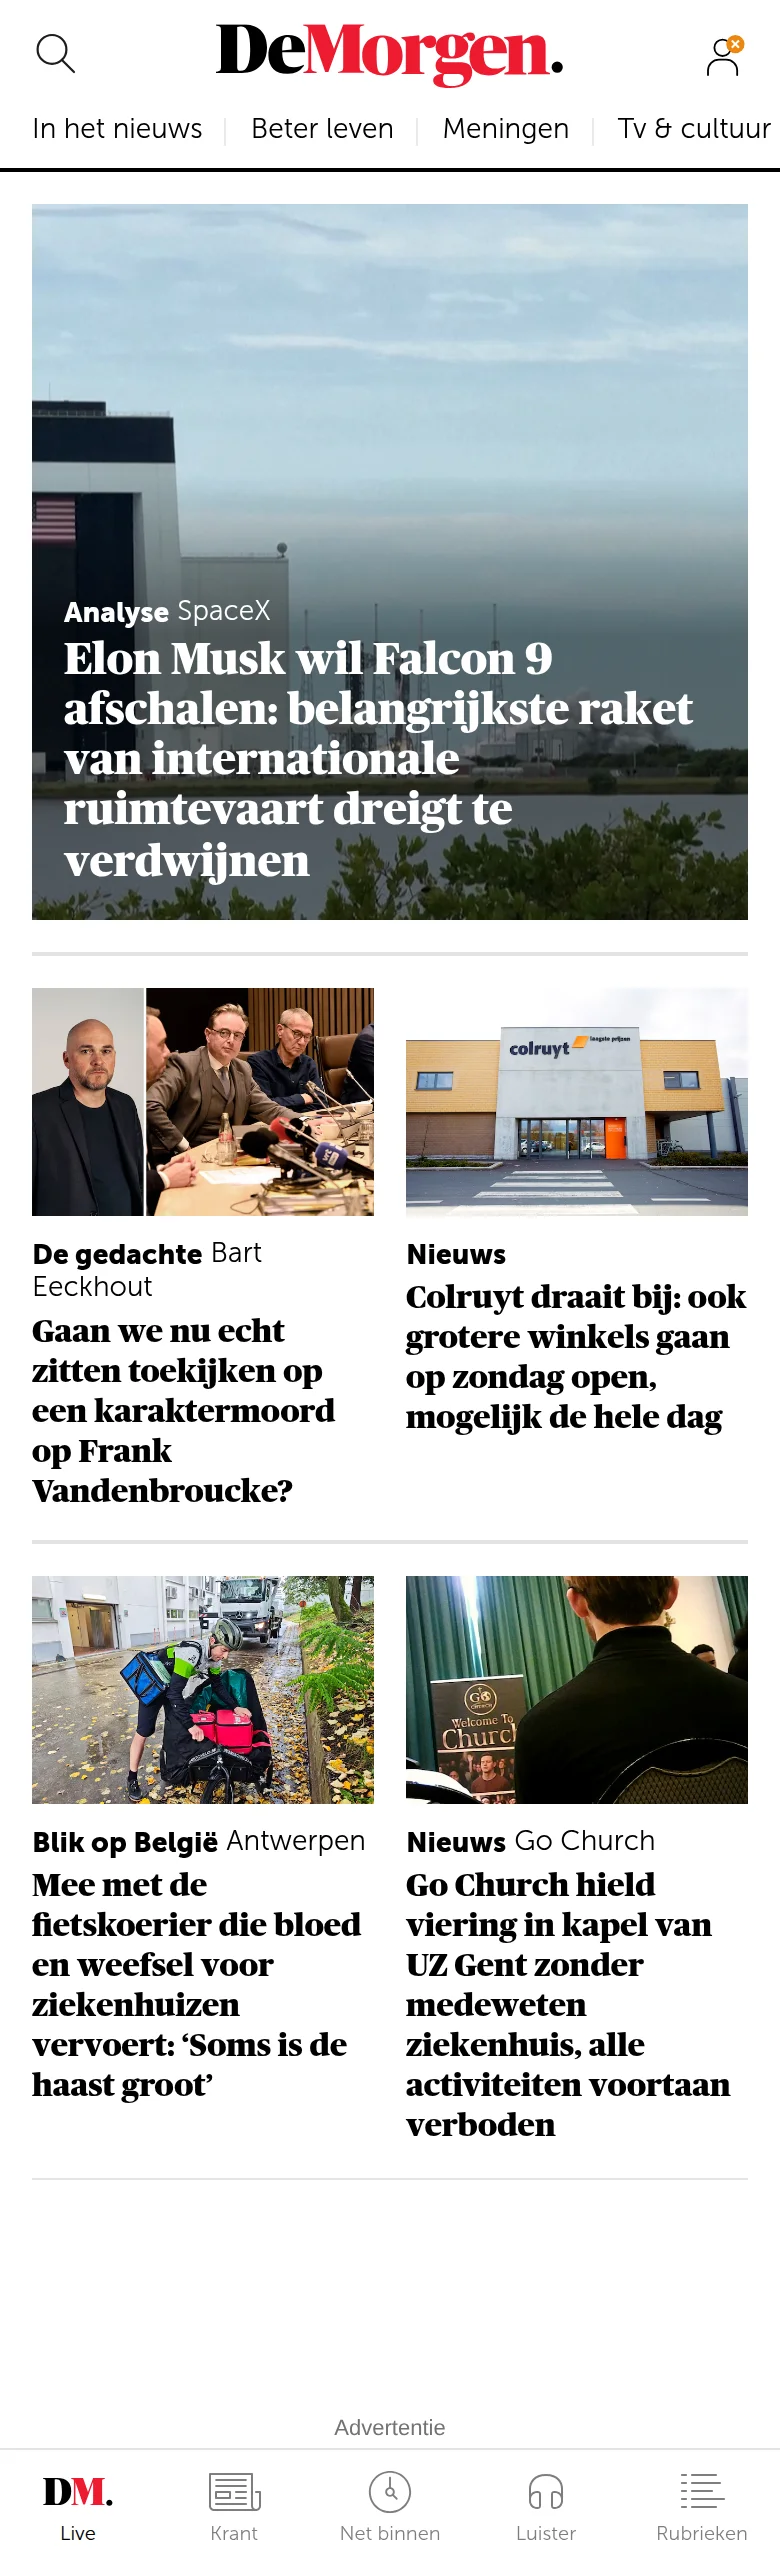 DeMorgen.
In het nieuws
Beter leven
Meningen
Tv & cultuur
Analyse SpaceX
Elon Musk wil Falcon 9
afschalen: belangrijkste raket
van internationale
ruimtevaart dreigt te
verdwijnen
colruyt laagste prijzen
De gedachte Bart
Eeckhout
Gaan we nu echt
zitten toekijken op
een karaktermoord
op Frank
Vandenbroucke?
Nieuws
Colruyt draait bij: ook
grotere winkels gaan
op zondag open,
mogelijk de hele dag
GO
Welcome To
Church
Blik op België Antwerpen
Mee met de
fietskoerier die bloed
en weefsel voor
ziekenhuizen
vervoert: ‘Soms is de
haast groot’
Nieuws Go Church
Go Church hield
viering in kapel van
UZ Gent zonder
medeweten
ziekenhuis, alle
activiteiten voortaan
verboden
Advertentie
DM.
Live
Krant
Net binnen
Luister
Rubrieken